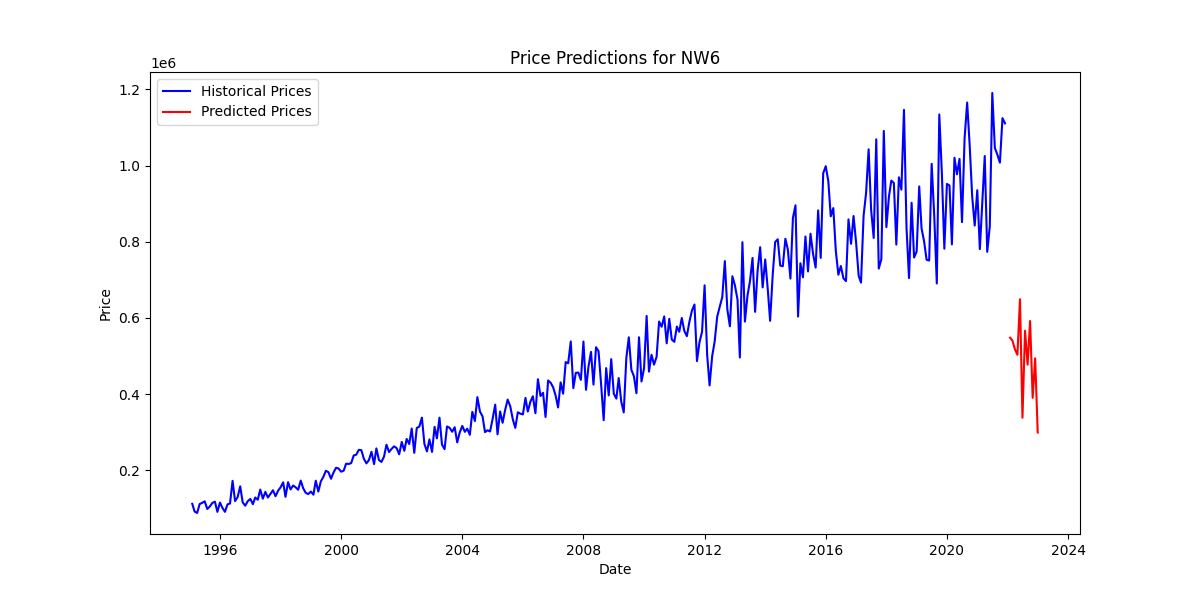 Price Predictions for NW6
1e6
Historical Prices
Predicted Prices
1.2
1.0
0.8
0.6
0.4
0.2
Price
1996 2000 2004 2008 2012 2016 2020 2024
Date